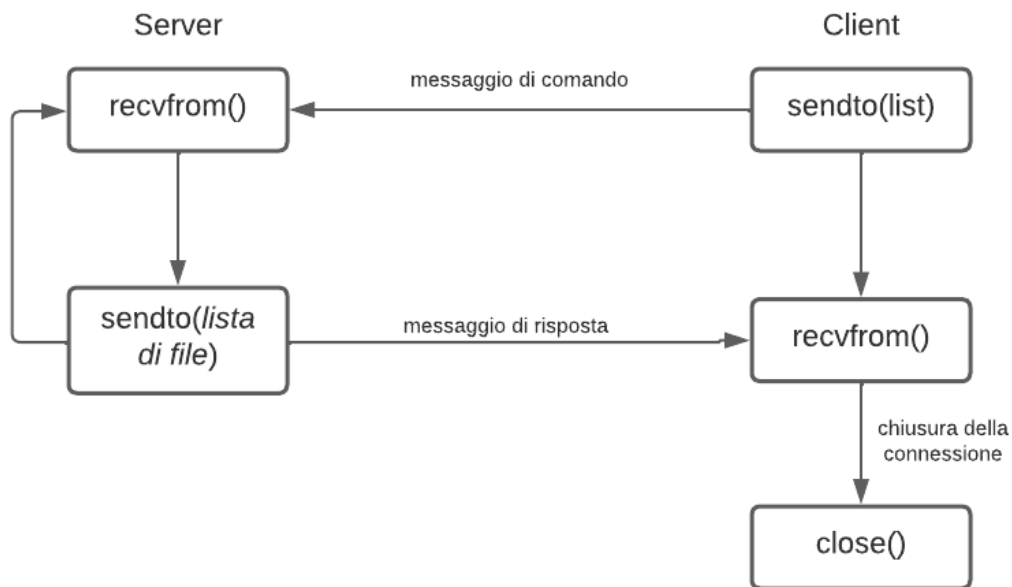 Server
Client
recvfrom()
messaggio di comando
sendto(list)
sendto(lista
di file)
messaggio di risposta
recvfrom()
chiusura della
connessione
close()